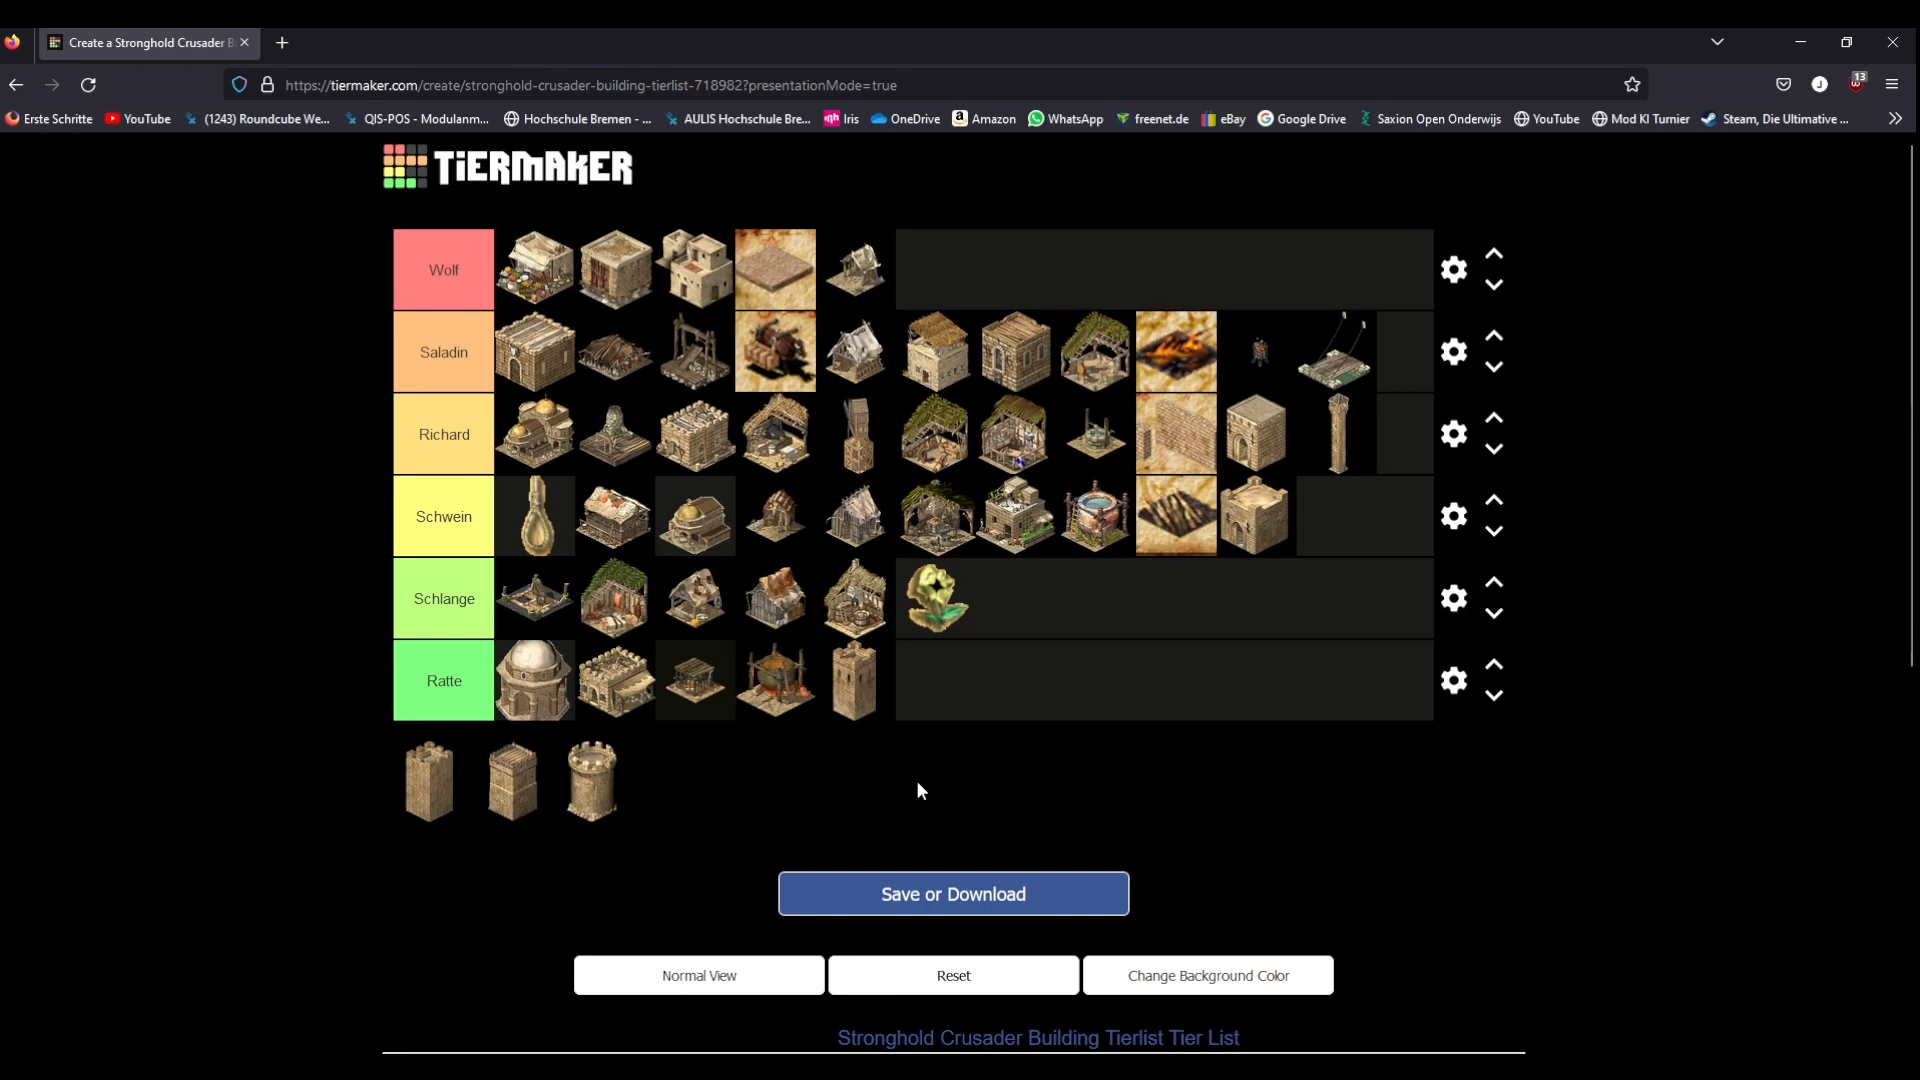 Create a Stronghold Crusader B
https://tiermaker.com/create/stronghold-crusader-building-tierlist-718982?presentationMode=true
J
13
Erste Schritte YouTube (1243) Roundcube We... QIS-POS - Modulanm... Hochschule Bremen - ... AULIS Hochschule Bre... Iris OneDrive Amazon WhatsApp freenet.de eBay Google Drive Saxion Open Onderwijs YouTube Mod KI Turnier Steam, Die Ultimative ...
TiERMAKER
Wolf
Saladin
Richard
Schwein
Schlange
Ratte
Save or Download
Normal View Reset Change Background Color
Stronghold Crusader Building Tierlist Tier List